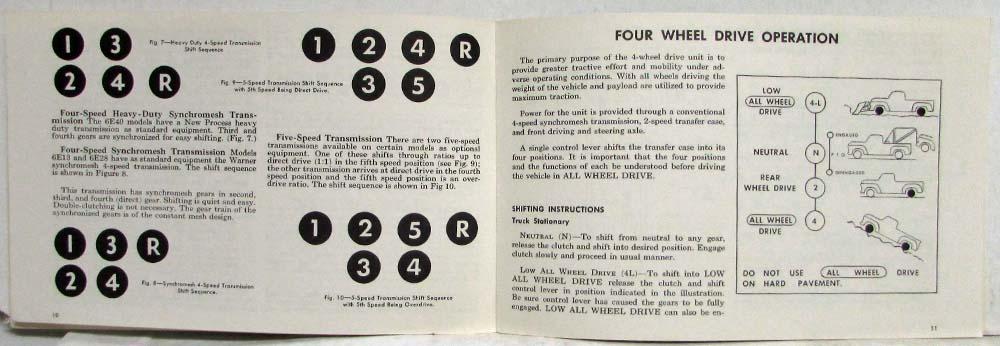 1 3
2 4 R
Fig. 7—Heavy Duty 4-Speed Transmission
Shift Sequence
Four-Speed Heavy-Duty Synchromesh Trans-
mission The 6E40 models have a New Process heavy
duty transmission as standard equipment. Third and
fourth gears are synchronized for easy shifting. (Fig. 7.)
Four-Speed Synchromesh Transmission Models
6E13 and 6E28 have as standard equipment the Warner
synchromesh 4-speed transmission. The shift sequence
is shown in Figure 8.
This transmission has synchromesh gears in second,
third, and fourth (direct) gear. Shifting is quiet and easy.
Double-clutching is not necessary. The gear train of the
synchronized gears is of the constant mesh design.
1 3 R
2 4
Fig. 8—Synchromesh 4-Speed Transmission
Shift Sequence.
10
1 2 4 R
3 5
Fig. 9—5-Speed Transmission Shift Sequence
with 5th Speed Being Direct Drive.
Five-Speed Transmission There are two five-speed
transmissions available on certain models as optional
equipment. One of these shifts through ratios up to
direct drive (1:1) in the fifth speed position (see Fig. 9);
the other transmission arrives at direct drive in the fourth
speed position and the fifth speed position is an over-
drive ratio. The shift sequence is shown in Fig 10.
1 2 5 R
3 4
Fig. 10—5-Speed Transmission Shift Sequence
with 5th Speed Being Overdrive.
FOUR WHEEL DRIVE OPERATION
The primary purpose of the 4-wheel drive unit is to
provide greater tractive effort and mobility under ad-
verse operating conditions. With all wheels driving the
weight of the vehicle and payload are utilized to provide
maximum traction.
Power for the unit is provided through a conventional
4-speed synchromesh transmission, 2-speed transfer case,
and front driving and steering axle.
A single control lever shifts the transfer case into its
four positions. It is important that the four positions
and the functions of each be understood before driving
the vehicle in ALL WHEEL DRIVE.
SHIFTING INSTRUCTIONS
Truck Stationary
NEUTRAL (N)—To shift from neutral to any gear,
release the clutch and shift into desired position. Engage
clutch slowly and proceed in usual manner.
LOW ALL WHEEL DRIVE (4L)—To shift into LOW
ALL WHEEL DRIVE release the clutch and shift
control lever in position indicated in the illustration.
Be sure control lever has caused the gears to be fully
engaged. LOW ALL WHEEL DRIVE can also be en-
LOW
ALL WHEEL
DRIVE
4-L
NEUTRAL
N
ENGAGED
P T O
DISENGAGED
REAR
WHEEL DRIVE
2
ALL WHEEL
DRIVE
4
DO NOT USE ALL WHEEL DRIVE
ON HARD PAVEMENT.
11